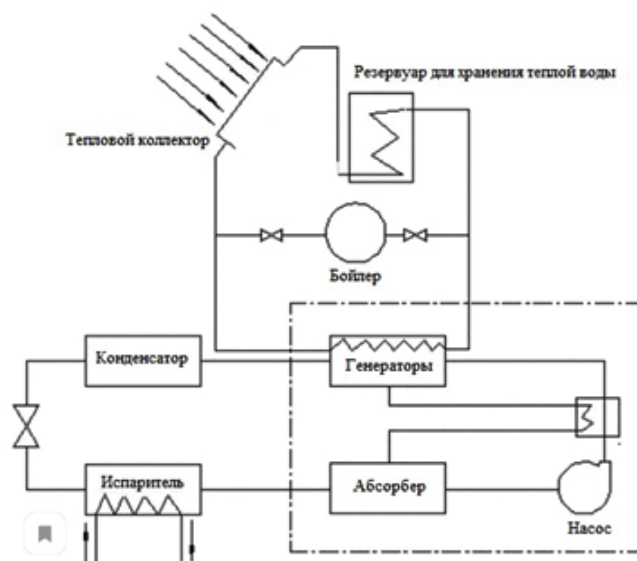 Резервуар для хранения теплой воды
Тепловой коллектор
Бойлер
Конденсатор
Генераторы
Испаритель
Абсорбер
Насос